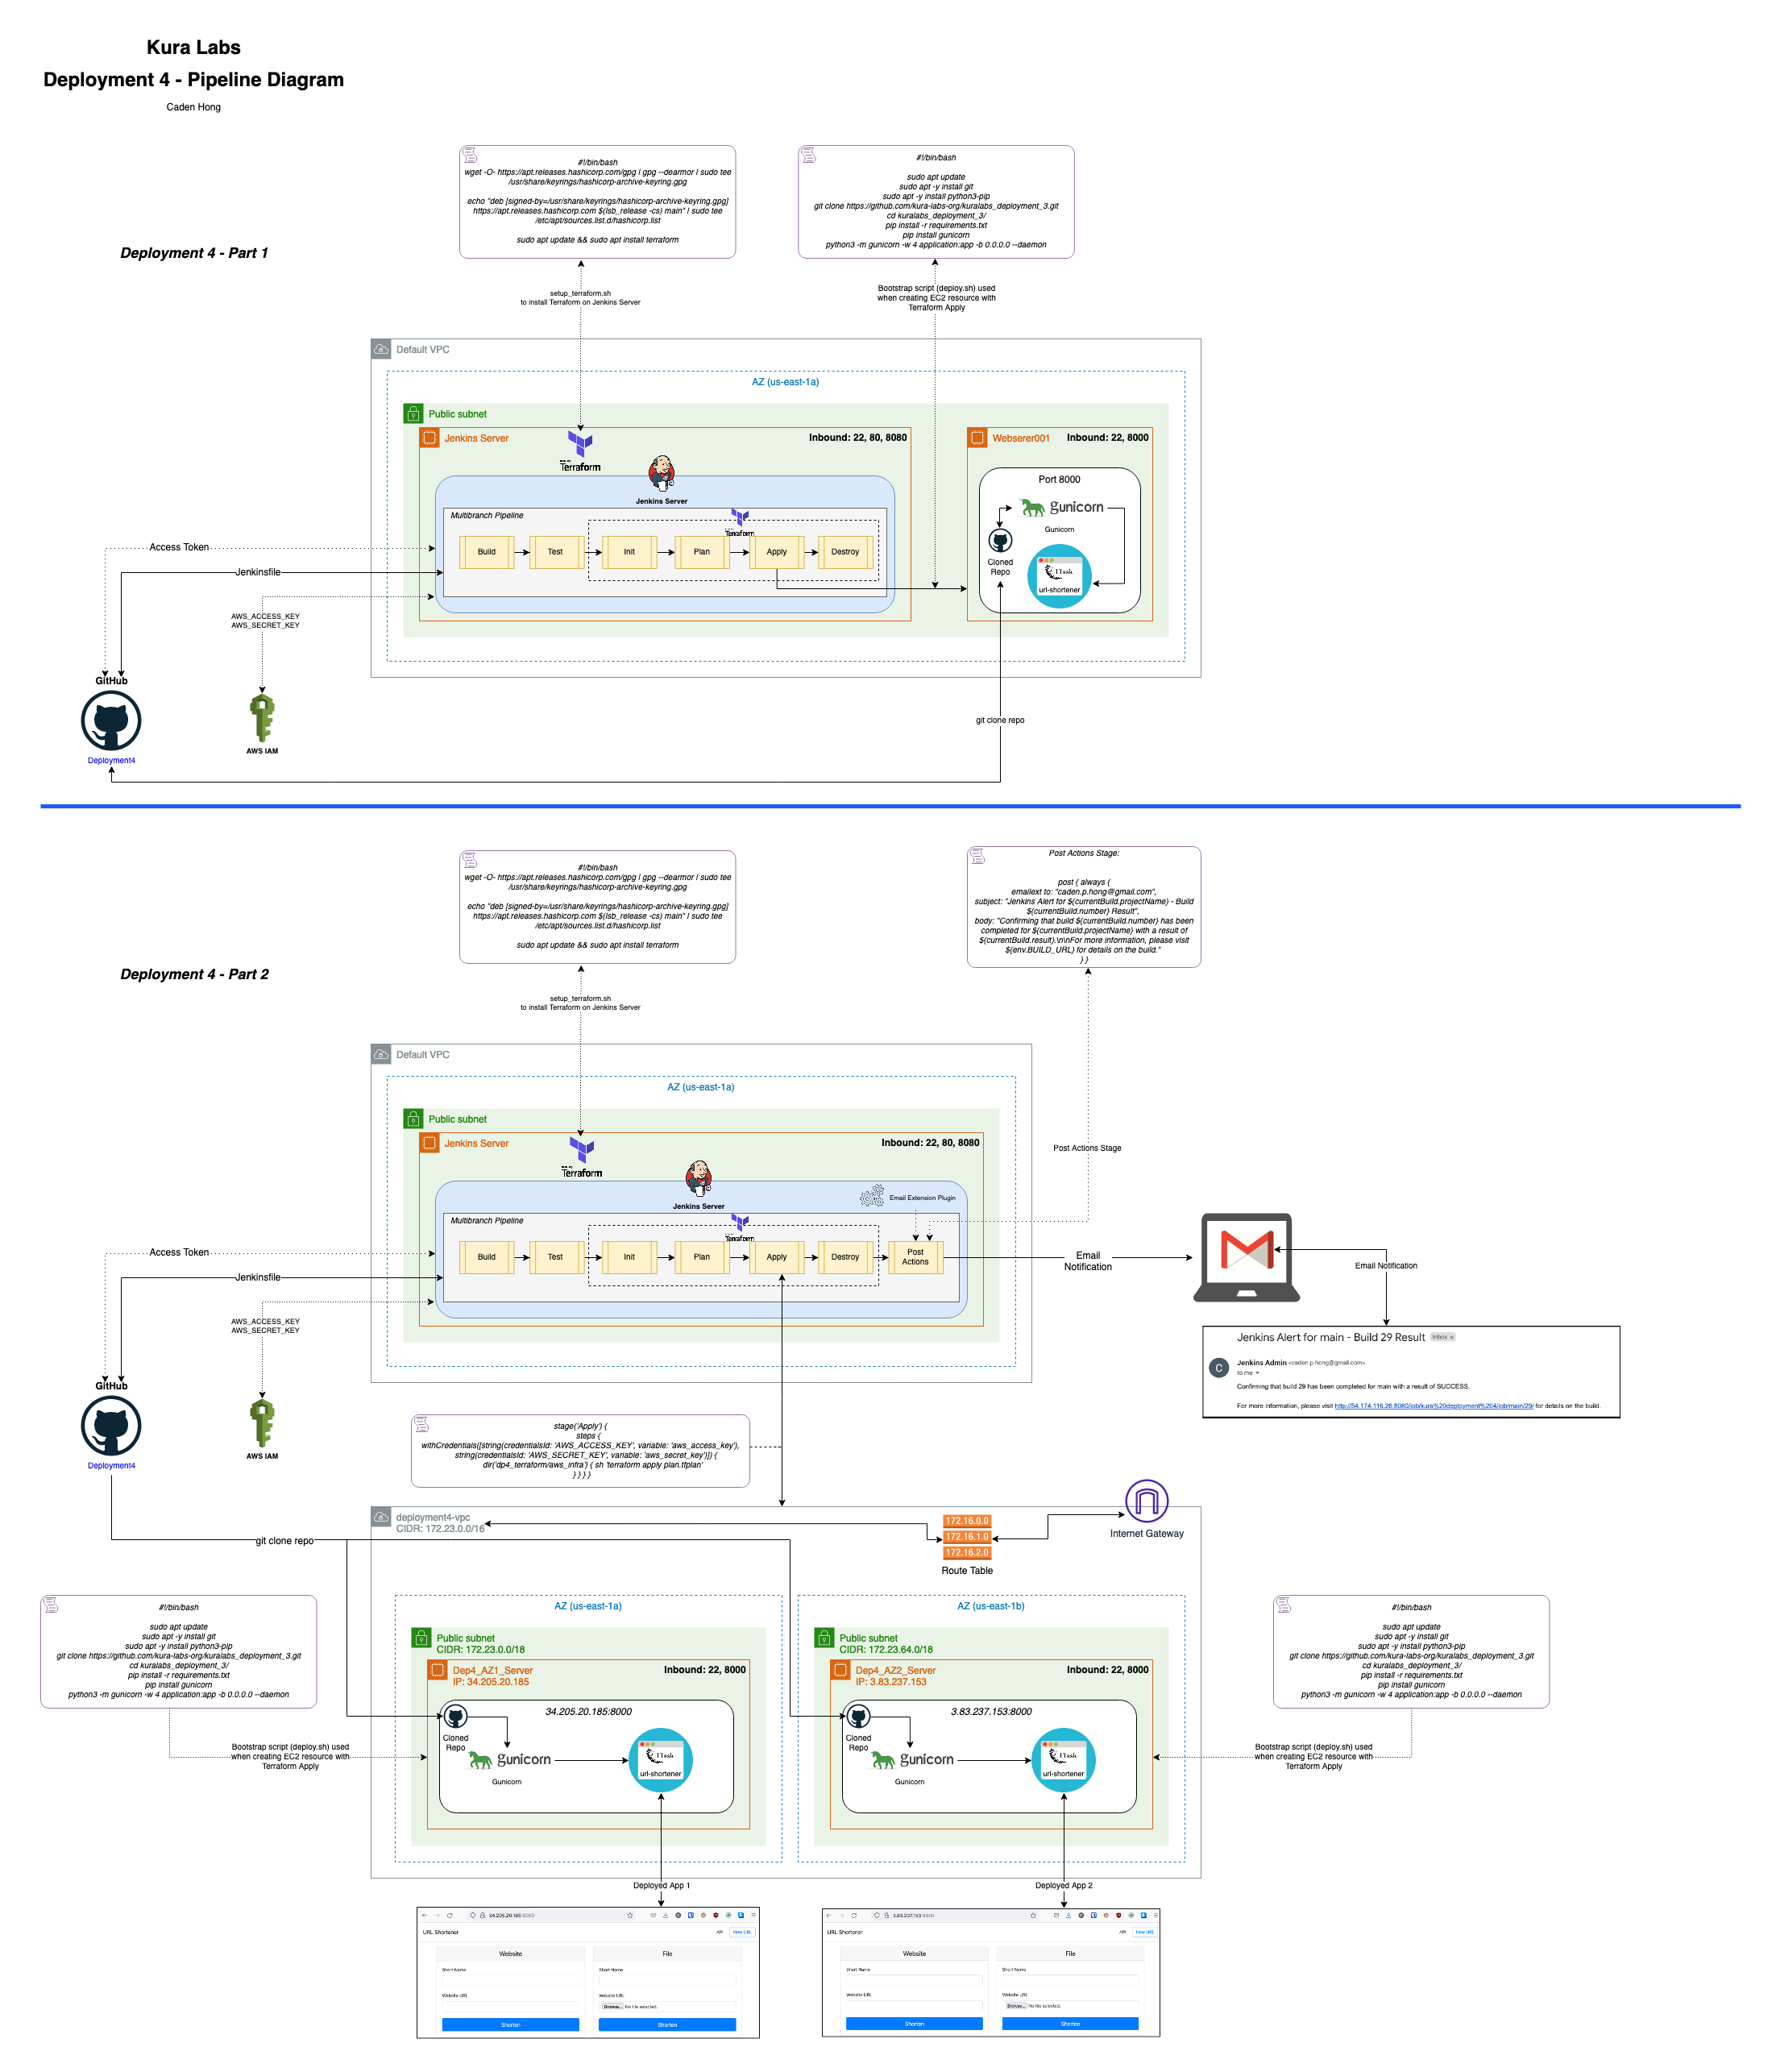 Kura Labs
Deployment 4 - Pipeline Diagram
Caden Hong
Deployment 4 - Part 1
#!/bin/bash
wget -O- https://apt.releases.hashicorp.com/gpg | gpg --dearmor | sudo tee
/usr/share/keyrings/hashicorp-archive-keyring.gpg
echo "deb [signed-by=/usr/share/keyrings/hashicorp-archive-keyring.gpg]
https://apt.releases.hashicorp.com $(lsb_release -cs) main" | sudo tee
/etc/apt/sources.list.d/hashicorp.list
sudo apt update && sudo apt install terraform
#!/bin/bash
sudo apt update
sudo apt -y install git
sudo apt -y install python3-pip
git clone https://github.com/kura-labs-org/kuralabs_deployment_3.git
cd kuralabs_deployment_3/
pip install -r requirements.txt
pip install gunicorn
python3 -m gunicorn -w 4 application:app -b 0.0.0.0 --daemon
setup_terraform.sh
to install Terraform on Jenkins Server
Bootstrap script (deploy.sh) used
when creating EC2 resource with
Terraform Apply
Default VPC
AZ (us-east-1a)
Public subnet
Jenkins Server
Inbound: 22, 80, 8080
Terraform
Jenkins Server
Multibranch Pipeline
Terraform
Build
Test
Init
Plan
Apply
Destroy
Webserer001
Inbound: 22, 8000
Port 8000
gunicorn
Gunicorn
Cloned
Repo
Flask
url-shortener
Access Token
Jenkinsfile
AWS_ACCESS_KEY
AWS_SECRET_KEY
GitHub
Deployment4
AWS IAM
git clone repo
Deployment 4 - Part 2
#!/bin/bash
wget -O- https://apt.releases.hashicorp.com/gpg | gpg --dearmor | sudo tee
/usr/share/keyrings/hashicorp-archive-keyring.gpg
echo "deb [signed-by=/usr/share/keyrings/hashicorp-archive-keyring.gpg]
https://apt.releases.hashicorp.com $(lsb_release -cs) main" | sudo tee
/etc/apt/sources.list.d/hashicorp.list
sudo apt update && sudo apt install terraform
Post Actions Stage:
post { always {
emailext to: "caden.p.hong@gmail.com",
subject: "Jenkins Alert for ${currentBuild.projectName} - Build
${currentBuild.number} Result",
body: "Confirming that build ${currentBuild.number} has been
completed for ${currentBuild.projectName} with a result of
${currentBuild.result}.\n\nFor more information, please visit
${env.BUILD_URL} for details on the build."
} }
setup_terraform.sh
to install Terraform on Jenkins Server
Post Actions Stage
Default VPC
AZ (us-east-1a)
Public subnet
Jenkins Server
Inbound: 22, 80, 8080
Terraform
Jenkins Server
Email Extension Plugin
Multibranch Pipeline
Terraform
Build
Test
Init
Plan
Apply
Destroy
Post
Actions
Email
Notification
Email Notification
Jenkins Alert for main - Build 29 Result
Inbox x
C
Jenkins Admin <caden.p.hong@gmail.com>
to me
Confirming that build 29 has been completed for main with a result of SUCCESS.
For more information, please visit http://54.174.116.26:8080/job/kura%20deployment%204/job/main/29/ for details on the build.
Access Token
Jenkinsfile
AWS_ACCESS_KEY
AWS_SECRET_KEY
GitHub
Deployment4
AWS IAM
stage('Apply') {
steps {
withCredentials([string(credentialsId: 'AWS_ACCESS_KEY', variable: 'aws_access_key'),
string(credentialsId: 'AWS_SECRET_KEY', variable: 'aws_secret_key')]) {
dir('dp4_terraform/aws_infra') { sh 'terraform apply plan.tfplan'
} } } }
git clone repo
deployment4-vpc
CIDR: 172.23.0.0/16
172.16.0.0
172.16.1.0
172.16.2.0
Route Table
Internet Gateway
#!/bin/bash
sudo apt update
sudo apt -y install git
sudo apt -y install python3-pip
git clone https://github.com/kura-labs-org/kuralabs_deployment_3.git
cd kuralabs_deployment_3/
pip install -r requirements.txt
pip install gunicorn
python3 -m gunicorn -w 4 application:app -b 0.0.0.0 --daemon
Bootstrap script (deploy.sh) used
when creating EC2 resource with
Terraform Apply
AZ (us-east-1a)
Public subnet
CIDR: 172.23.0.0/18
Dep4_AZ1_Server
IP: 34.205.20.185
Inbound: 22, 8000
34.205.20.185:8000
Cloned
Repo
gunicorn
Gunicorn
Flask
url-shortener
AZ (us-east-1b)
Public subnet
CIDR: 172.23.64.0/18
Dep4_AZ2_Server
IP: 3.83.237.153
Inbound: 22, 8000
3.83.237.153:8000
Cloned
Repo
gunicorn
Gunicorn
Flask
url-shortener
#!/bin/bash
sudo apt update
sudo apt -y install git
sudo apt -y install python3-pip
git clone https://github.com/kura-labs-org/kuralabs_deployment_3.git
cd kuralabs_deployment_3/
pip install -r requirements.txt
pip install gunicorn
python3 -m gunicorn -w 4 application:app -b 0.0.0.0 --daemon
Bootstrap script (deploy.sh) used
when creating EC2 resource with
Terraform Apply
Deployed App 1
34.205.20.185:8000
URL Shortener
API
New URL
Website
File
Short Name
Short Name
Website URL
Website URL
Browse... No file selected.
Shorten
Shorten
Deployed App 2
3.83.237.153:8000
URL Shortener
API
New URL
Website
File
Short Name
Short Name
Website URL
Website URL
Browse... No file selected.
Shorten
Shorten